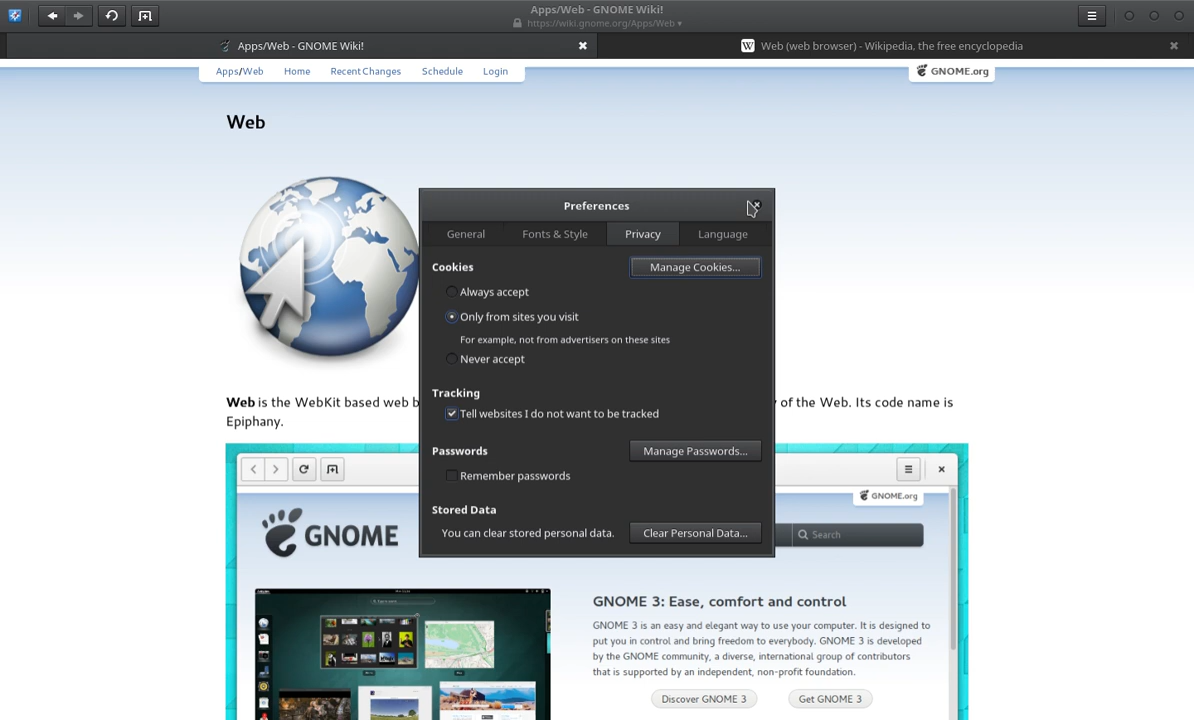 Apps/Web - GNOME Wiki!
https://wiki.gnome.org/Apps/Web
Apps/Web - GNOME Wiki!
W Web (web browser) - Wikipedia, the free encyclopedia
Apps/Web Home RecentChanges Schedule Login
GNOME.org
Web
Preferences
General Fonts & Style Privacy Language
Cookies Manage Cookies...
Always accept
Only from sites you visit
For example, not from advertisers on these sites
Never accept
Tracking
Tell websites I do not want to be tracked
Passwords Manage Passwords...
Remember passwords
Stored Data
You can clear stored personal data. Clear Personal Data...
Web is the WebKit based web b y of the Web. Its code name is
Epiphany.
GNOME.org
GNOME
Search
GNOME 3: Ease, comfort and control
GNOME 3 is an easy and elegant way to use your computer. It is designed to
put you in control and bring freedom to everybody. GNOME 3 is developed
by the GNOME community, a diverse, international group of contributors
that is supported by an independent, non-profit foundation.
Discover GNOME 3 Get GNOME 3